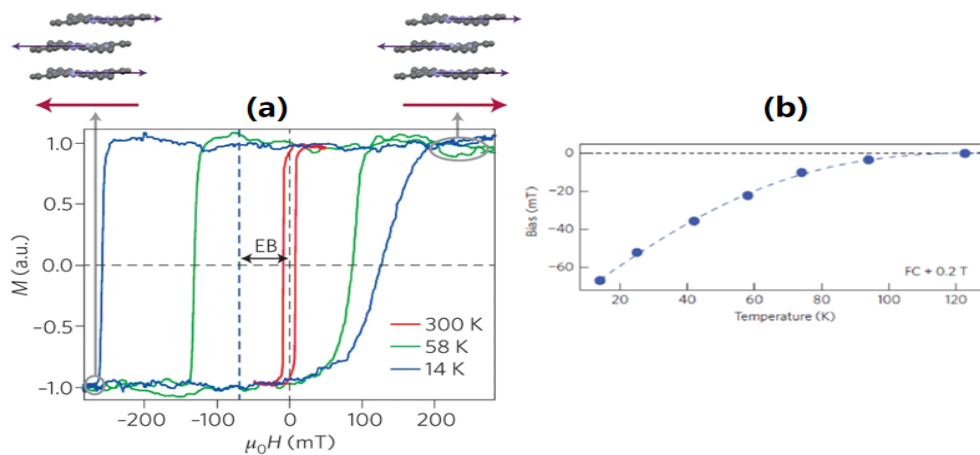 (a)
1.0
0.5
0.0
-0.5
-1.0
M (a.u.)
EB
300 K
58 K
14 K
-200
-100
0
100
200
μ₀H (mT)
(b)
0
-20
-40
-60
Bias (mT)
FC + 0.2 T
20
40
60
80
100
120
Temperature (K)